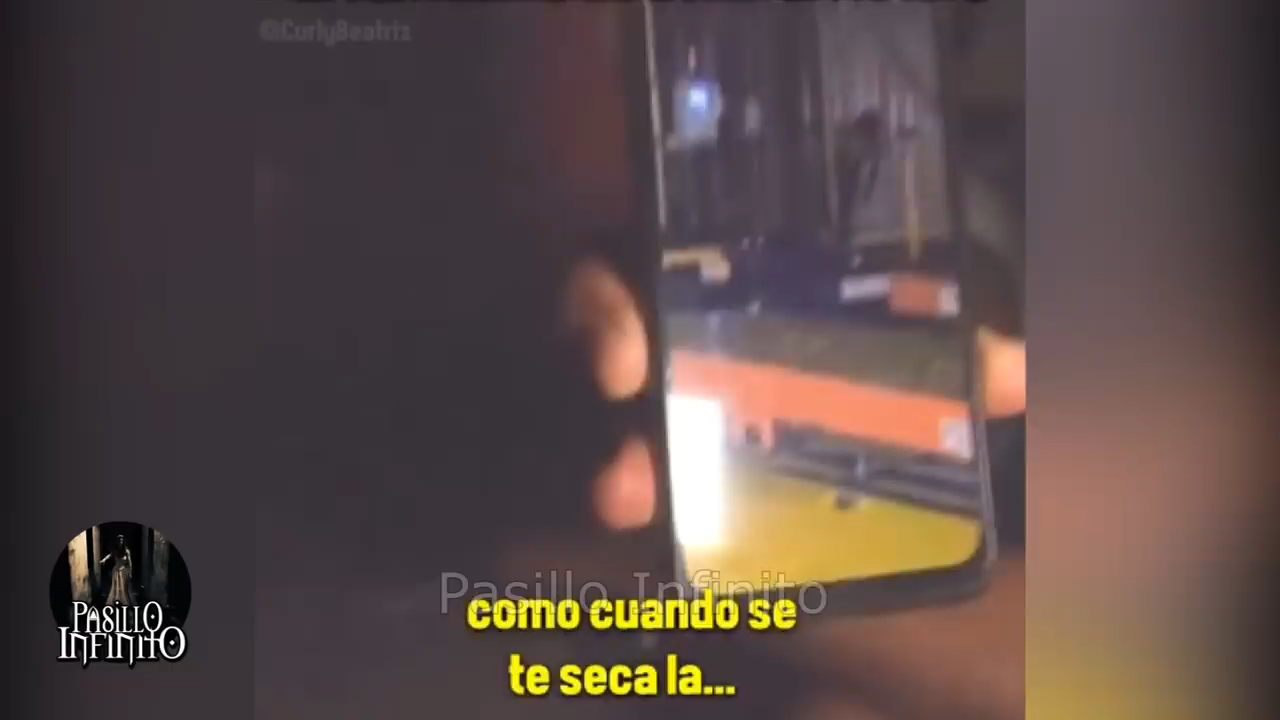 @CurlyBeatriz
PASILLO
INFINITO
Pasillo Infinito
como cuando se
te seca la...